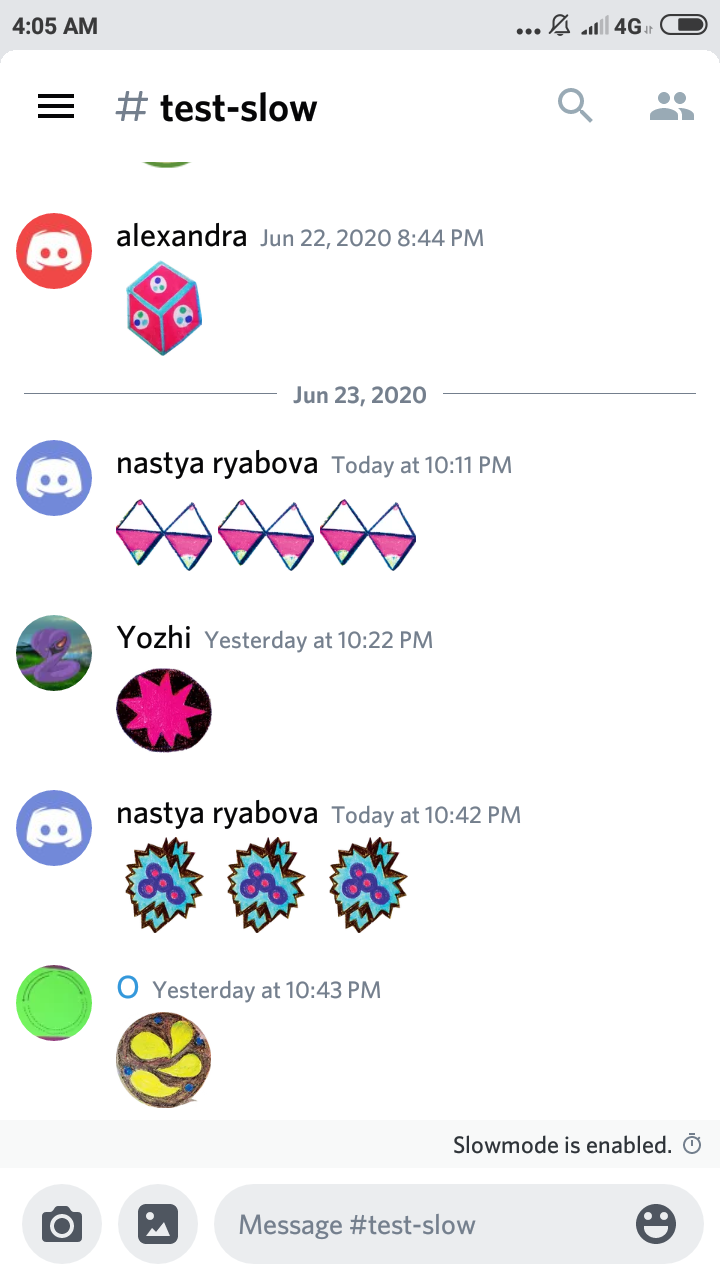 4:05 AM
4G
# test-slow
alexandra Jun 22, 2020 8:44 PM
Jun 23, 2020
nastya ryabova Today at 10:11 PM
Yozhi Yesterday at 10:22 PM
nastya ryabova Today at 10:42 PM
O Yesterday at 10:43 PM
Slowmode is enabled.
Message #test-slow